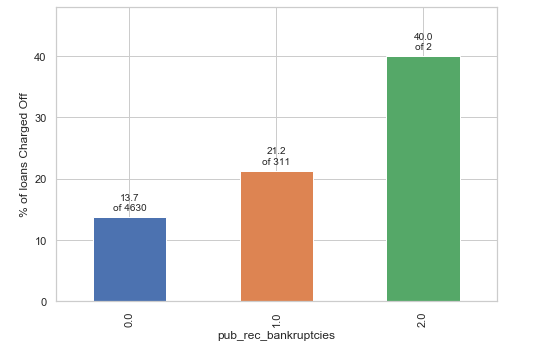 % of loans Charged Off
40
30
20
10
0
13.7
of 4630
21.2
of 311
40.0
of 2
0.0
1.0
2.0
pub_rec_bankruptcies